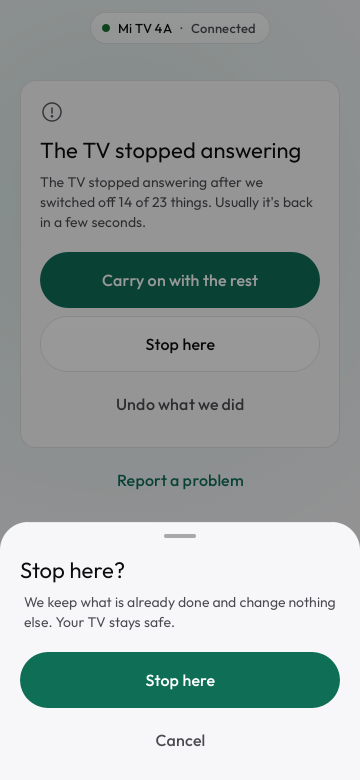 Mi TV 4A · Connected
The TV stopped answering
The TV stopped answering after we
switched off 14 of 23 things. Usually it's back
in a few seconds.
Carry on with the rest
Stop here
Undo what we did
Report a problem
Stop here?
We keep what is already done and change nothing
else. Your TV stays safe.
Stop here
Cancel